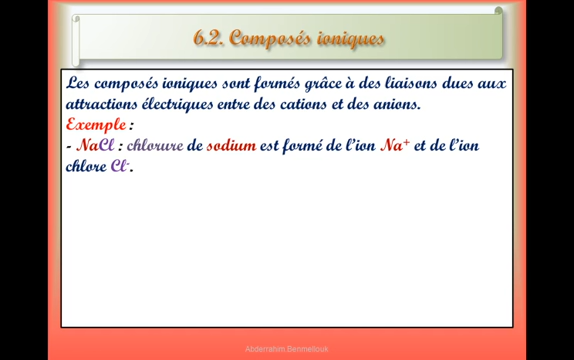 6.2. Composés ioniques
Les composés ioniques sont formés grâce à des liaisons dues aux
attractions électriques entre des cations et des anions.
Exemple :
- NaCl : chlorure de sodium est formé de l'ion Na⁺ et de l'ion
chlore Cl⁻.
Abderrahim Bennielouk